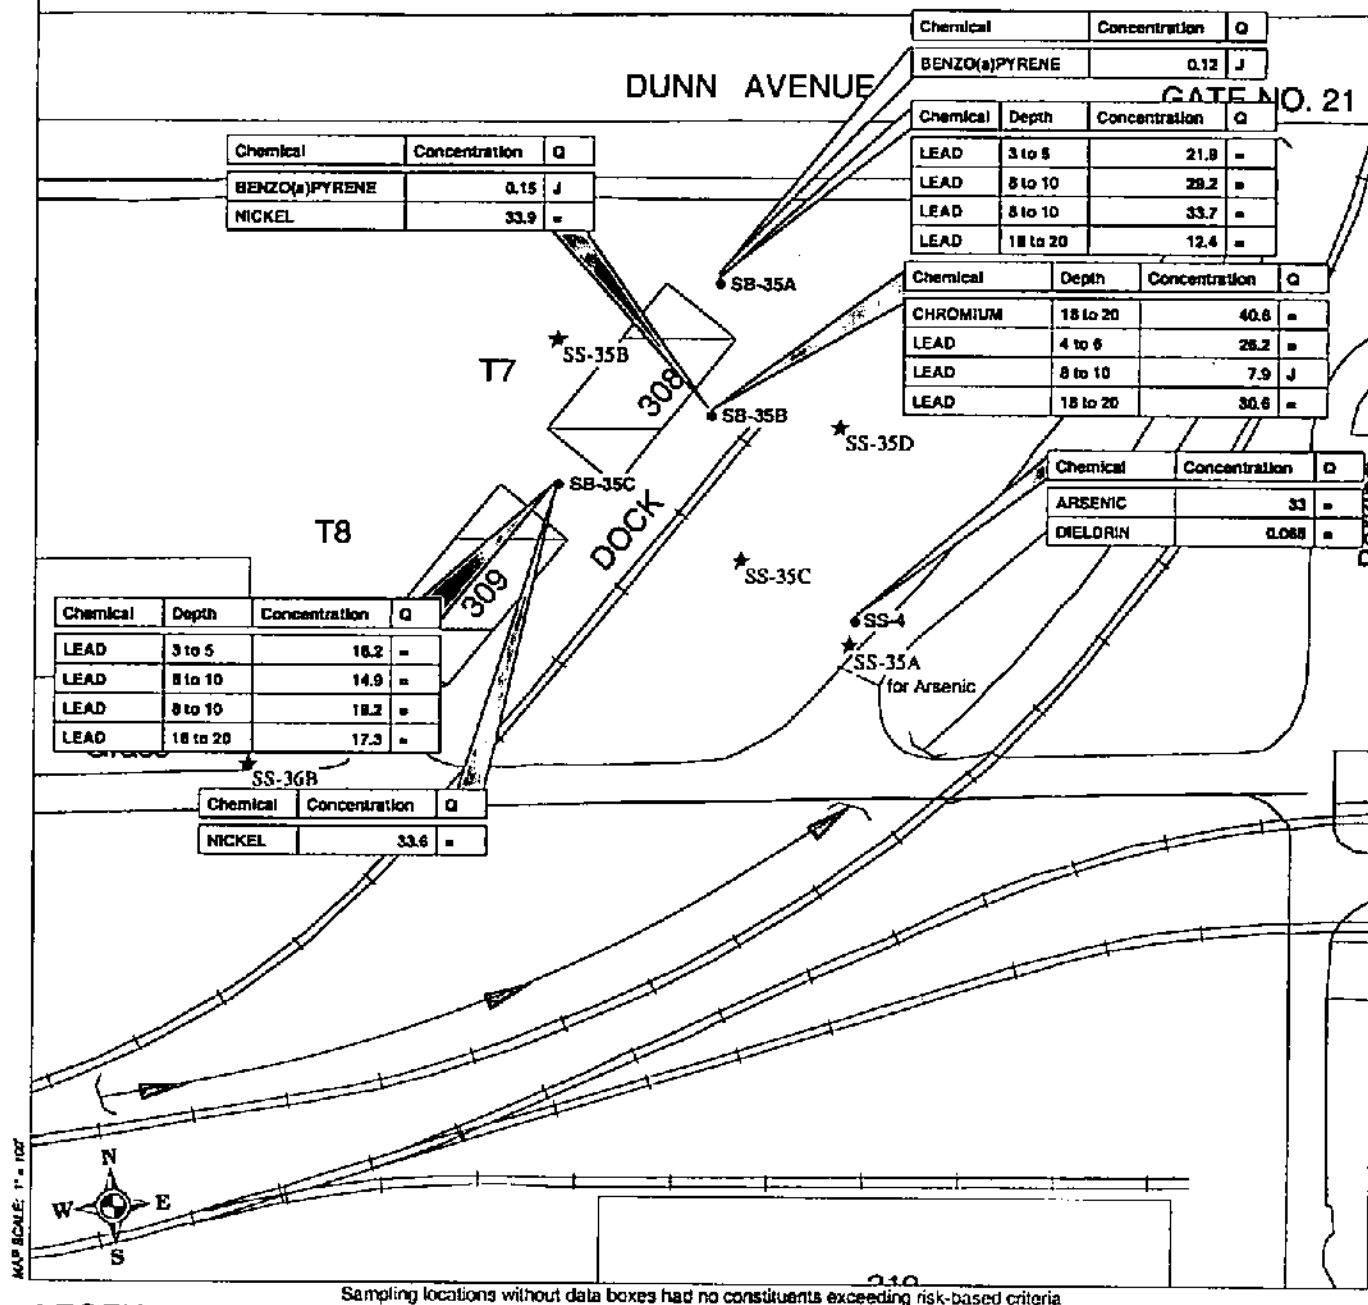 DUNN AVENUE
GATE NO. 21
Chemical Concentration Q
BENZO(a)PYRENE 0.12 J
Chemical Depth Concentration Q
LEAD 3 to 5 21.9 =
LEAD 8 to 10 29.2 =
LEAD 8 to 10 33.7 =
LEAD 18 to 20 12.4 =
Chemical Concentration Q
BENZO(a)PYRENE 0.15 J
NICKEL 33.9 =
Chemical Depth Concentration Q
CHROMIUM 18 to 20 40.6 =
LEAD 4 to 6 26.2 =
LEAD 8 to 10 7.9 J
LEAD 18 to 20 30.6 =
SB-35A
SS-35B
T7
308
SB-35B
SS-35D
Chemical Concentration Q
ARSENIC 33 =
DIELDRIN 0.068 =
SB-35C
T8
DOCK
309
SS-35C
SS-4
SS-35A
for Arsenic
Chemical Depth Concentration Q
LEAD 3 to 5 16.2 =
LEAD 8 to 10 14.9 =
LEAD 8 to 10 18.2 =
LEAD 18 to 20 17.3 =
SS-36B
Chemical Concentration Q
NICKEL 33.6 =
MAP SCALE: 1" = 100'
N
W E
S
Sampling locations without data boxes had no constituents exceeding risk-based criteria